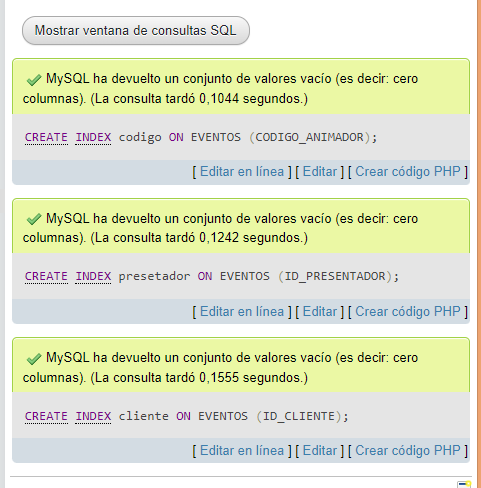 Mostrar ventana de consultas SQL
MySQL ha devuelto un conjunto de valores vacío (es decir: cero
columnas). (La consulta tardó 0,1044 segundos.)
CREATE INDEX codigo ON EVENTOS (CODIGO_ANIMADOR);
[ Editar en línea ] [ Editar ] [ Crear código PHP ]
MySQL ha devuelto un conjunto de valores vacío (es decir: cero
columnas). (La consulta tardó 0,1242 segundos.)
CREATE INDEX presetador ON EVENTOS (ID_PRESENTADOR);
[ Editar en línea ] [ Editar ] [ Crear código PHP ]
MySQL ha devuelto un conjunto de valores vacío (es decir: cero
columnas). (La consulta tardó 0,1555 segundos.)
CREATE INDEX cliente ON EVENTOS (ID_CLIENTE);
[ Editar en línea ] [ Editar ] [ Crear código PHP ]